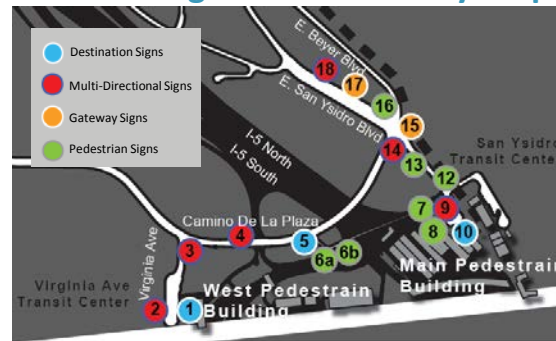 Destination Signs
Multi-Directional Signs
Gateway Signs
Pedestrian Signs
E. Beyer Blvd
18
17
16
E. San Ysidro Blvd
15
14
13
San Ysidro
Transit Center
12
I-5 North
I-5 South
7
9
8
10
Camino De La Plaza
4
5
3
6a
6b
Virginia Ave
Virginia Ave
Transit Center
2
1
West Pedestrain
Building
Main Pedestrain
Building